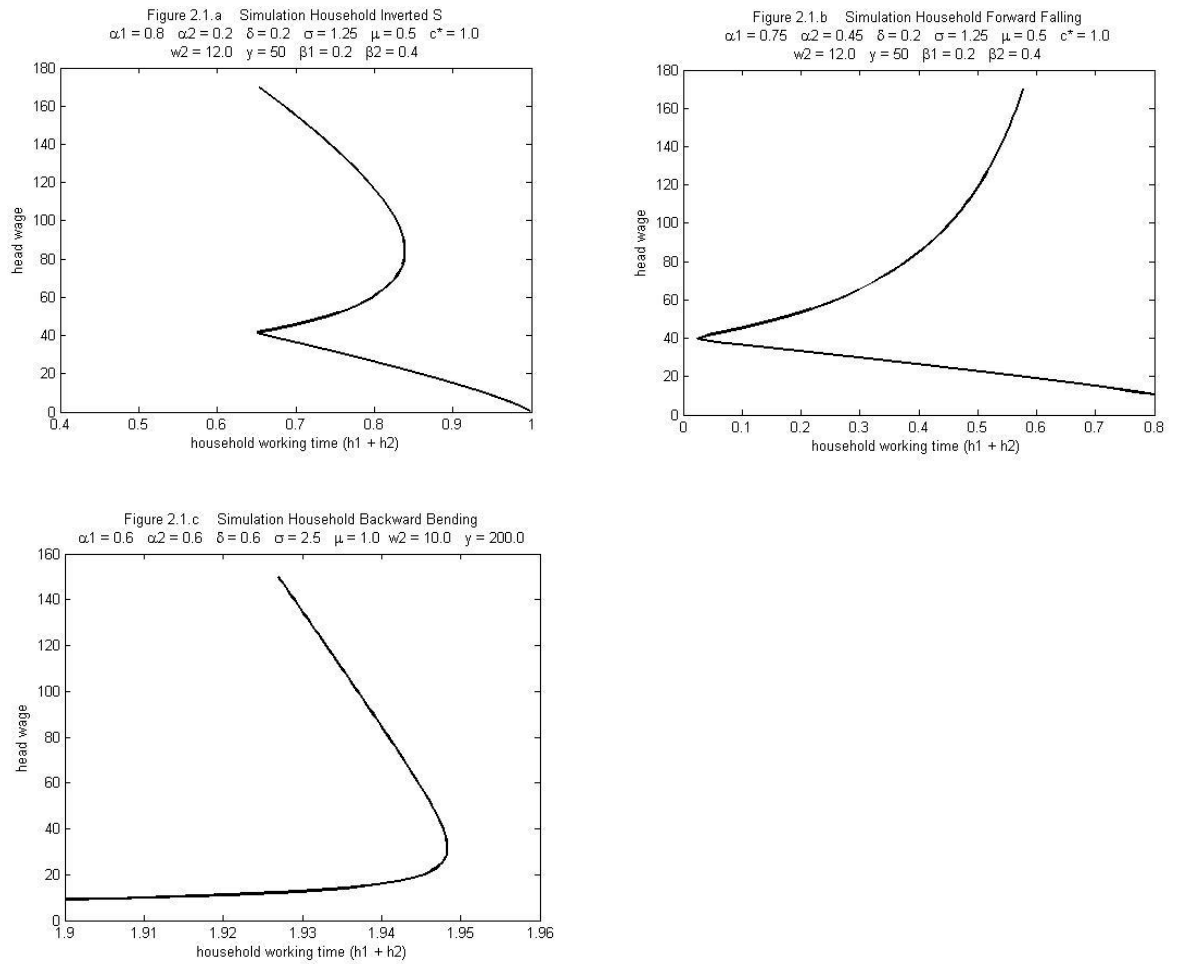 Figure 2.1.a Simulation Household Inverted S
α1 = 0.8 α2 = 0.2 δ = 0.2 σ = 1.25 μ = 0.5 c* = 1.0
w2 = 12.0 y = 50 β1 = 0.2 β2 = 0.4
180
160
140
120
100
80
60
40
20
0
head wage
0.4 0.5 0.6 0.7 0.8 0.9 1
household working time (h1 + h2)
Figure 2.1.b Simulation Household Forward Falling
α1 = 0.75 α2 = 0.45 δ = 0.2 σ = 1.25 μ = 0.5 c* = 1.0
w2 = 12.0 y = 50 β1 = 0.2 β2 = 0.4
180
160
140
120
100
80
60
40
20
0
head wage
0 0.1 0.2 0.3 0.4 0.5 0.6 0.7 0.8
household working time (h1 + h2)
Figure 2.1.c Simulation Household Backward Bending
α1 = 0.6 α2 = 0.6 δ = 0.6 σ = 2.5 μ = 1.0 w2 = 10.0 y = 200.0
160
140
120
100
80
60
40
20
0
head wage
1.9 1.91 1.92 1.93 1.94 1.95 1.96
household working time (h1 + h2)